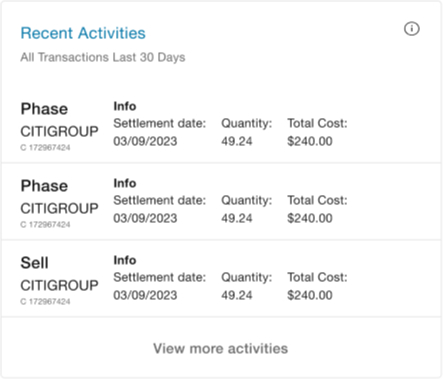 Recent Activities
All Transactions Last 30 Days
Phase
CITIGROUP
C 172967424
Info
Settlement date: Quantity: Total Cost:
03/09/2023 49.24 $240.00
Phase
CITIGROUP
C 172967424
Info
Settlement date: Quantity: Total Cost:
03/09/2023 49.24 $240.00
Sell
CITIGROUP
C 172967424
Info
Settlement date: Quantity: Total Cost:
03/09/2023 49.24 $240.00
View more activities